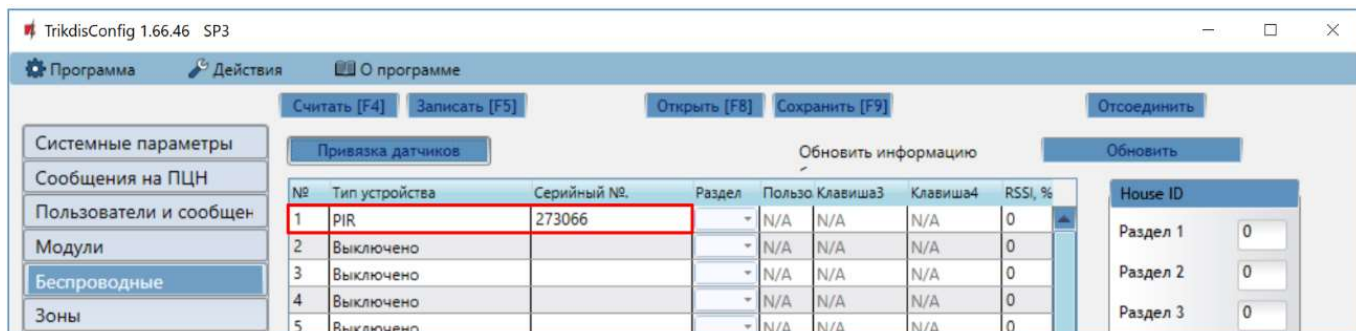 TrikdisConfig 1.66.46 SP3
Программа Действия О программе
Считать [F4] Записать [F5] Открыть [F8] Сохранить [F9] Отсоединить
Системные параметры
Сообщения на ПЦН
Пользователи и сообщен
Модули
Беспроводные
Зоны
Привязка датчиков Обновить информацию Обновить
№ Тип устройства Серийный №. Раздел Пользо Клавиша3 Клавиша4 RSSI, %
1 PIR 273066 N/A N/A N/A 0
2 Выключено N/A N/A N/A 0
3 Выключено N/A N/A N/A 0
4 Выключено N/A N/A N/A 0
5 Выключено N/A N/A N/A 0
House ID
Раздел 1 0
Раздел 2 0
Раздел 3 0